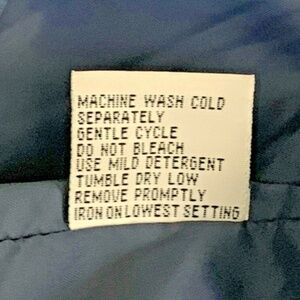 MACHINE WASH COLD
SEPARATELY
GENTLE CYCLE
DO NOT BLEACH
USE MILD DETERGENT
TUMBLE DRY LOW
REMOVE PROMPTLY
IRON ON LOWEST SETTING